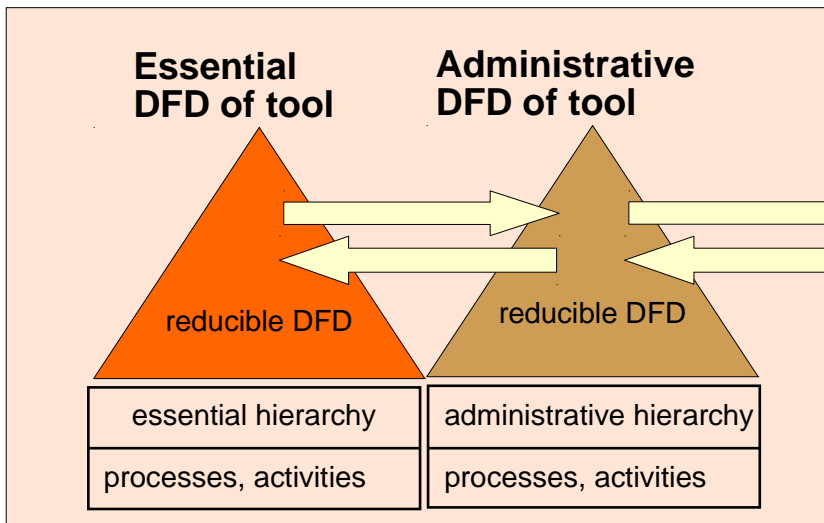 Essential
DFD of tool
Administrative
DFD of tool
reducible DFD
reducible DFD
essential hierarchy
administrative hierarchy
processes, activities
processes, activities